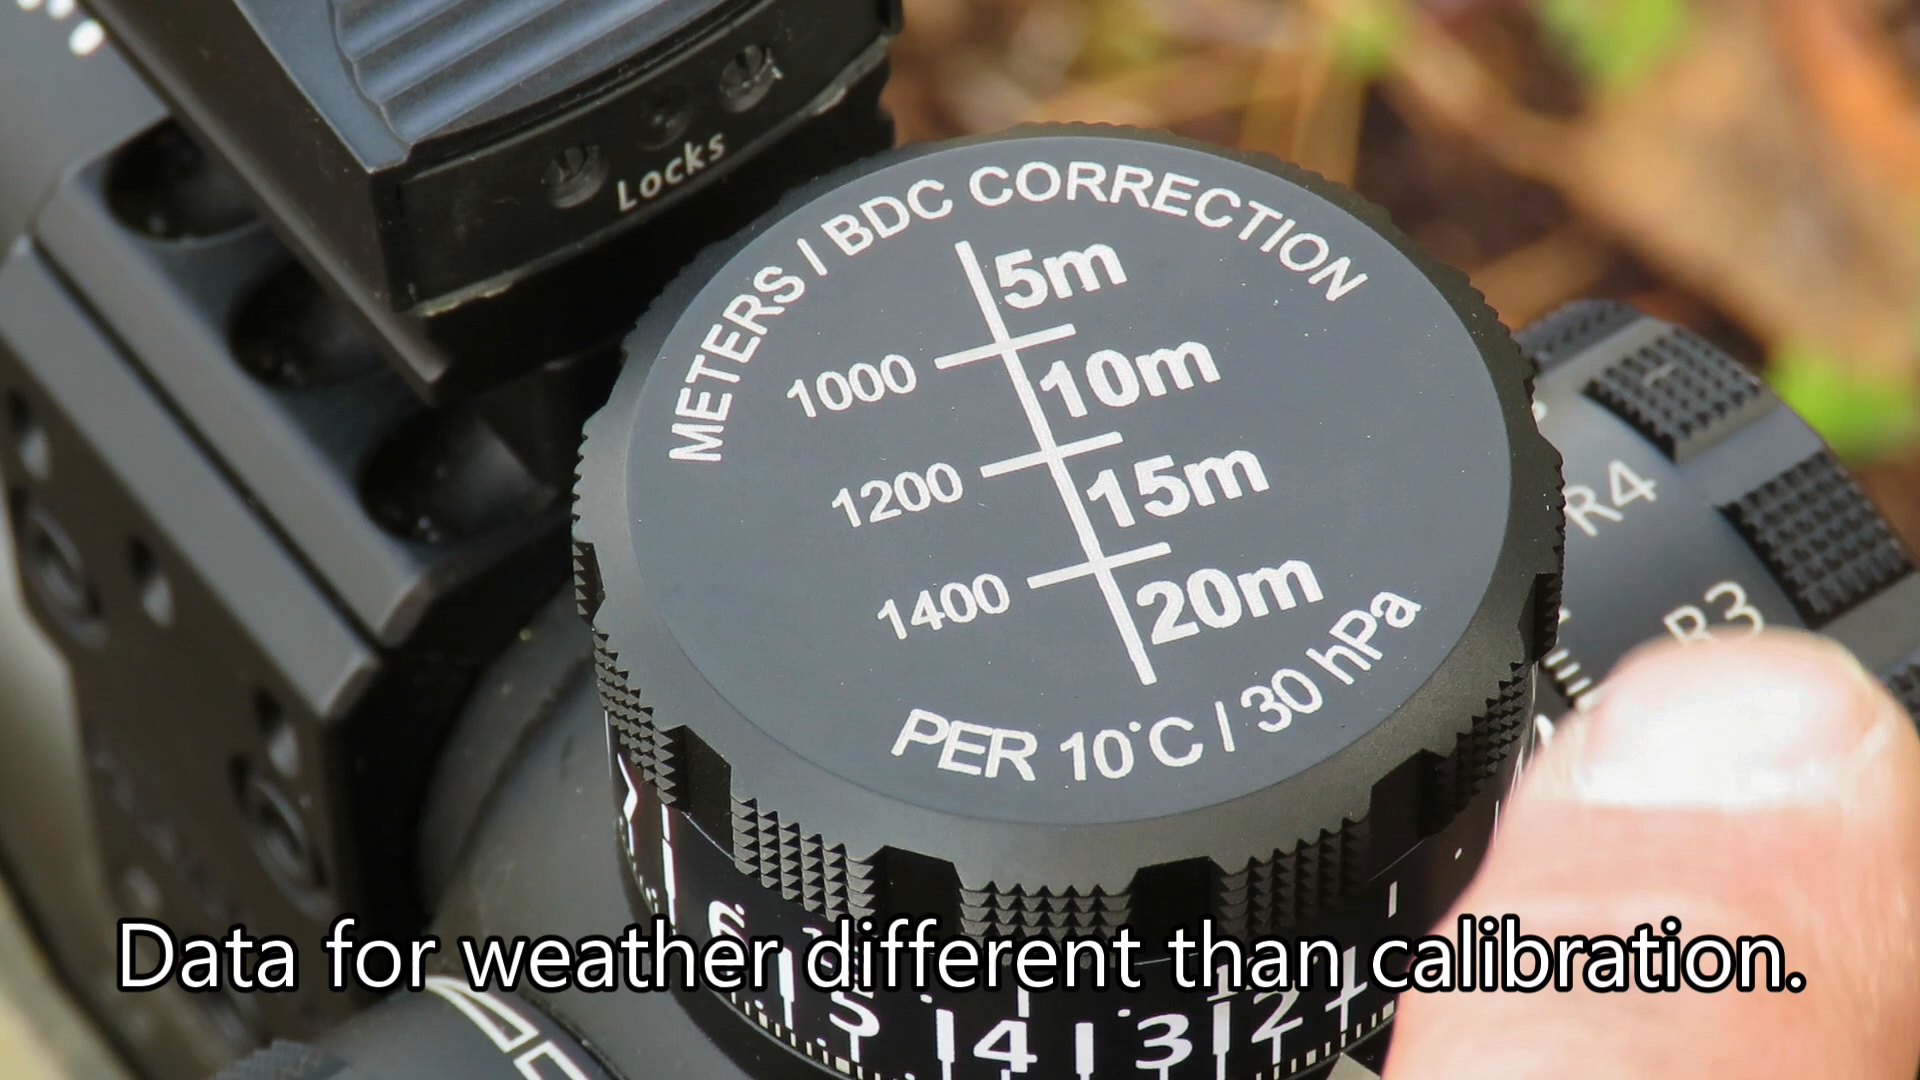 Locks
METERS / BDC CORRECTION
5m
1000
10m
1200
15m
1400
20m
PER 10°C / 30 hPa
R4
R3
5 4 3 2
Data for weather different than calibration.